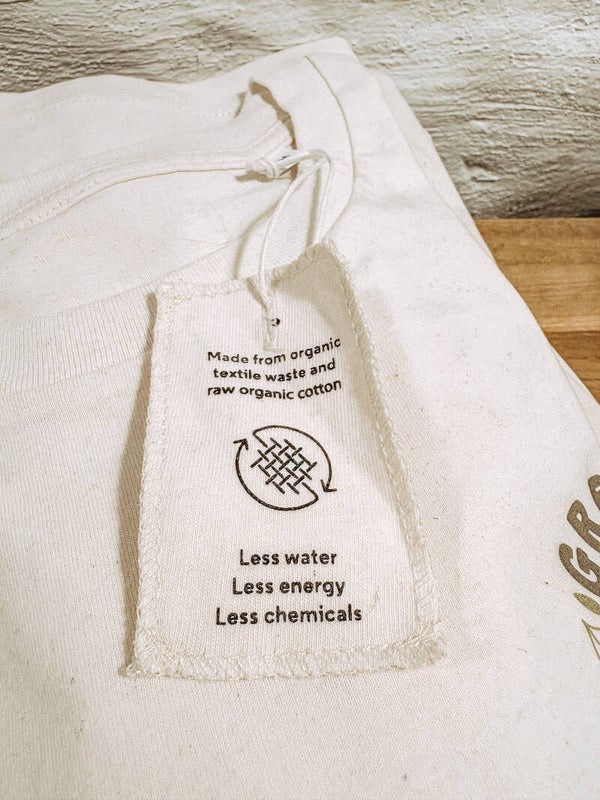 Made from organic
textile waste and
raw organic cotton
Less water
Less energy
Less chemicals